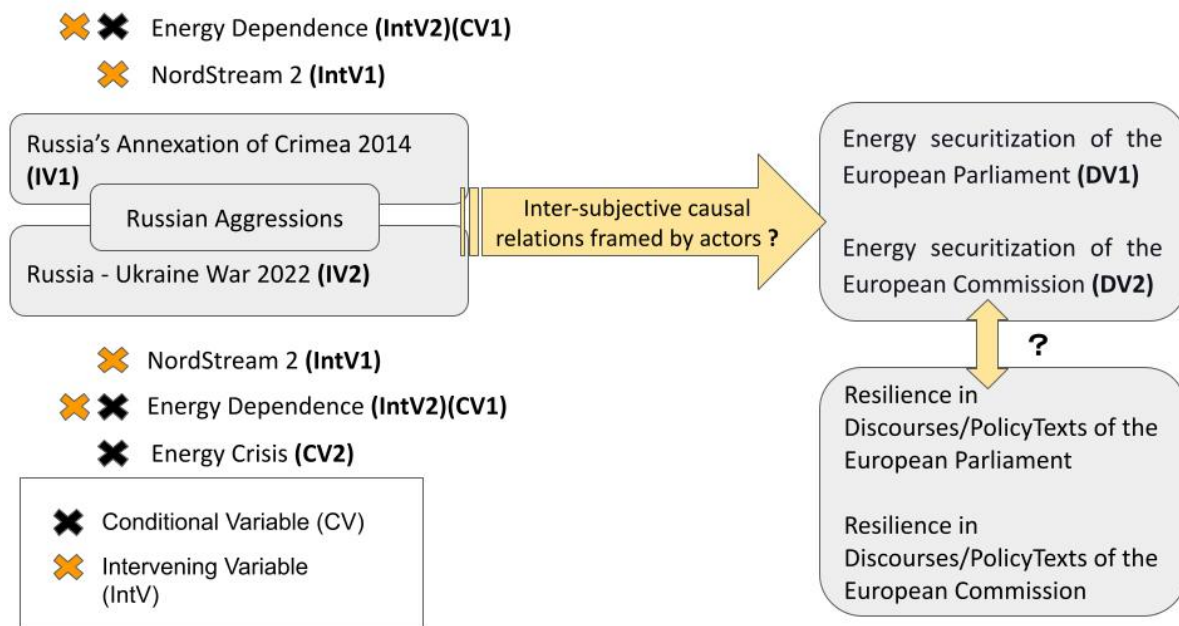 Energy Dependence (IntV2)(CV1)
NordStream 2 (IntV1)
Russia's Annexation of Crimea 2014
(IV1)
Russian Aggressions
Russia - Ukraine War 2022 (IV2)
NordStream 2 (IntV1)
Energy Dependence (IntV2)(CV1)
Energy Crisis (CV2)
Conditional Variable (CV)
Intervening Variable
(IntV)
Inter-subjective causal
relations framed by actors ?
Energy securitization of the
European Parliament (DV1)
Energy securitization of the
European Commission (DV2)
?
Resilience in
Discourses/PolicyTexts of the
European Parliament
Resilience in
Discourses/PolicyTexts of the
European Commission